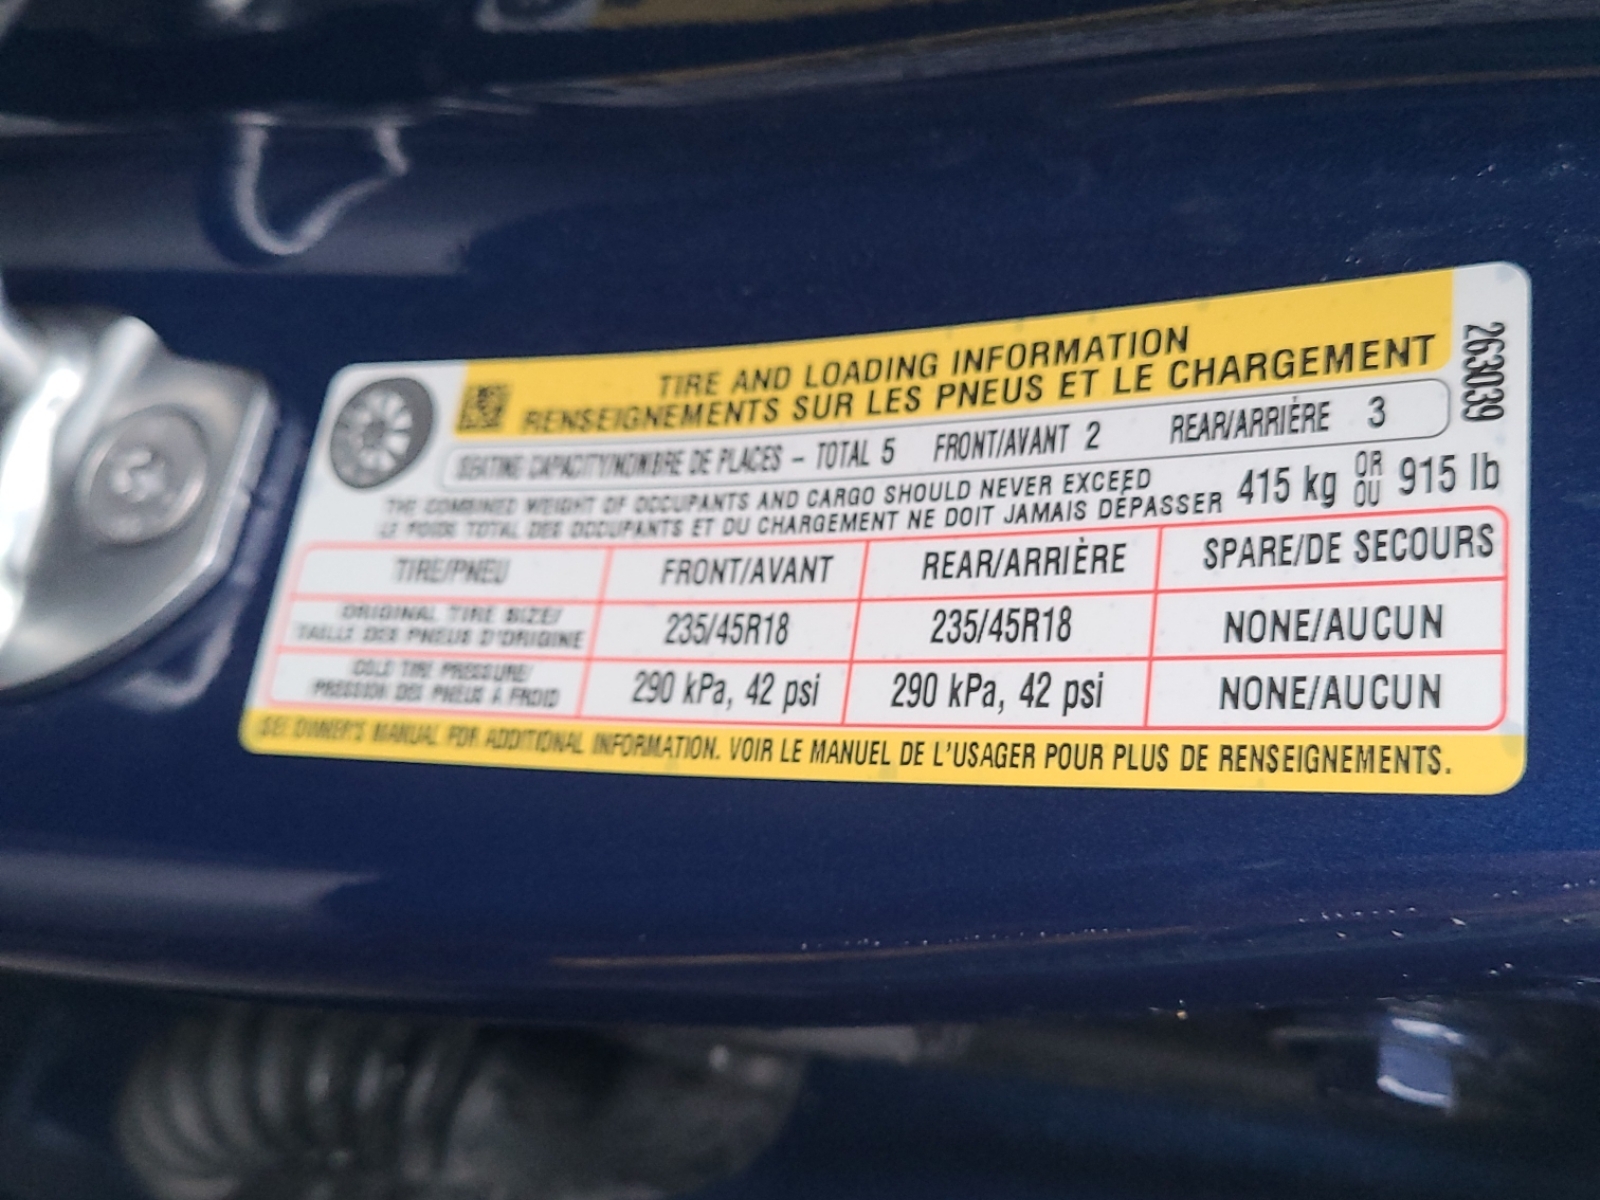 TIRE AND LOADING INFORMATION
RENSEIGNEMENTS SUR LES PNEUS ET LE CHARGEMENT
263039
SEATING CAPACITY/NOMBRE DE PLACES – TOTAL 5 FRONT/AVANT 2 REAR/ARRIÈRE 3
THE COMBINED WEIGHT OF OCCUPANTS AND CARGO SHOULD NEVER EXCEED
LE POIDS TOTAL DES OCCUPANTS ET DU CHARGEMENT NE DOIT JAMAIS DÉPASSER
415 kg OR OU 915 lb
TIRE/PNEU FRONT/AVANT REAR/ARRIÈRE SPARE/DE SECOURS
ORIGINAL TIRE SIZE/
TAILLE DES PNEUS D'ORIGINE
235/45R18 235/45R18 NONE/AUCUN
COLD TIRE PRESSURE/
PRESSION DES PNEUS À FROID
290 kPa, 42 psi 290 kPa, 42 psi NONE/AUCUN
SEE OWNER'S MANUAL FOR ADDITIONAL INFORMATION. VOIR LE MANUEL DE L'USAGER POUR PLUS DE RENSEIGNEMENTS.